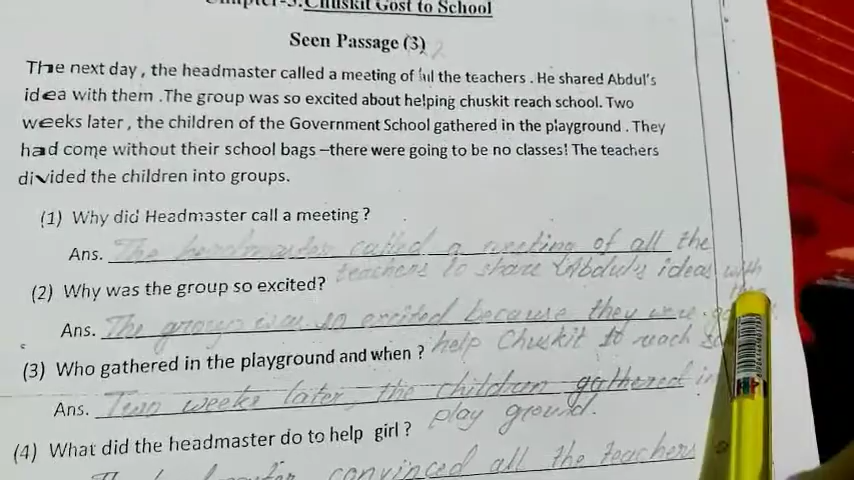 Chuskit Gost to School
Seen Passage (3)
The next day, the headmaster called a meeting of all the teachers. He shared Abdul's
idea with them .The group was so excited about helping chuskit reach school. Two
weeks later, the children of the Government School gathered in the playground. They
had come without their school bags –there were going to be no classes! The teachers
divided the children into groups.
(1) Why did Headmaster call a meeting?
Ans. The headmaster called a meeting of all the
teachers to share Abdul's ideas with
(2) Why was the group so excited?
Ans. The group was so excited because they were
help Chuskit to reach
(3) Who gathered in the playground and when?
Ans. Two weeks later, the children gathered in
play ground.
(4) What did the headmaster do to help girl?
convinced all the teachers